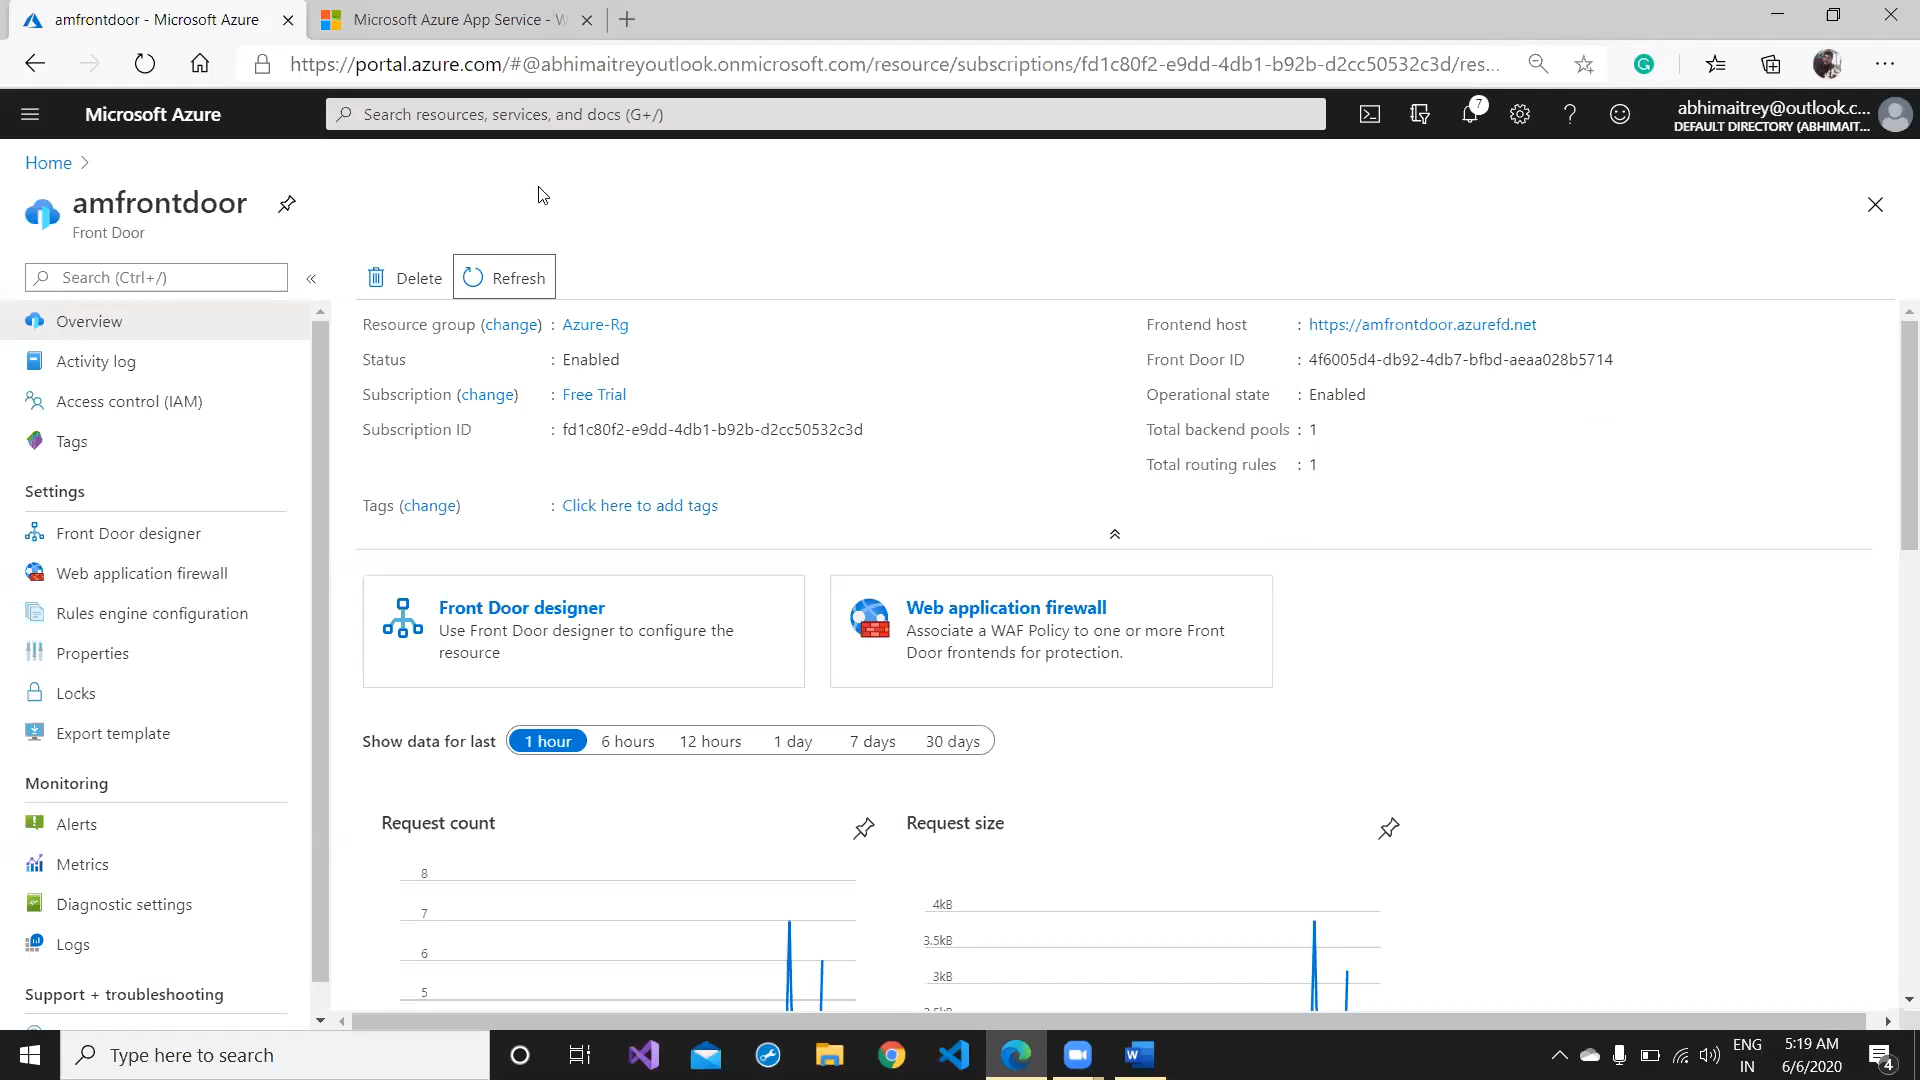 amfrontdoor - Microsoft Azure
Microsoft Azure App Service - W
https://portal.azure.com/#@abhimaitreyoutlook.onmicrosoft.com/resource/subscriptions/fd1c80f2-e9dd-4db1-b92b-d2cc50532c3d/res...
Microsoft Azure
Search resources, services, and docs (G+/)
7
abhimaitrey@outlook.c...
DEFAULT DIRECTORY (ABHIMAIT...
Home
amfrontdoor
Front Door
Search (Ctrl+/)
«
Delete
Refresh
Overview
Activity log
Access control (IAM)
Tags
Settings
Front Door designer
Web application firewall
Rules engine configuration
Properties
Locks
Export template
Monitoring
Alerts
Metrics
Diagnostic settings
Logs
Support + troubleshooting
Resource group (change) : Azure-Rg
Status : Enabled
Subscription (change) : Free Trial
Subscription ID : fd1c80f2-e9dd-4db1-b92b-d2cc50532c3d
Tags (change) : Click here to add tags
Frontend host : https://amfrontdoor.azurefd.net
Front Door ID : 4f6005d4-db92-4db7-bfbd-aeaa028b5714
Operational state : Enabled
Total backend pools : 1
Total routing rules : 1
Front Door designer
Use Front Door designer to configure the
resource
Web application firewall
Associate a WAF Policy to one or more Front
Door frontends for protection.
Show data for last 1 hour 6 hours 12 hours 1 day 7 days 30 days
Request count
8
7
6
5
Request size
4kB
3.5kB
3kB
Type here to search
ENG
IN
5:19 AM
6/6/2020
4